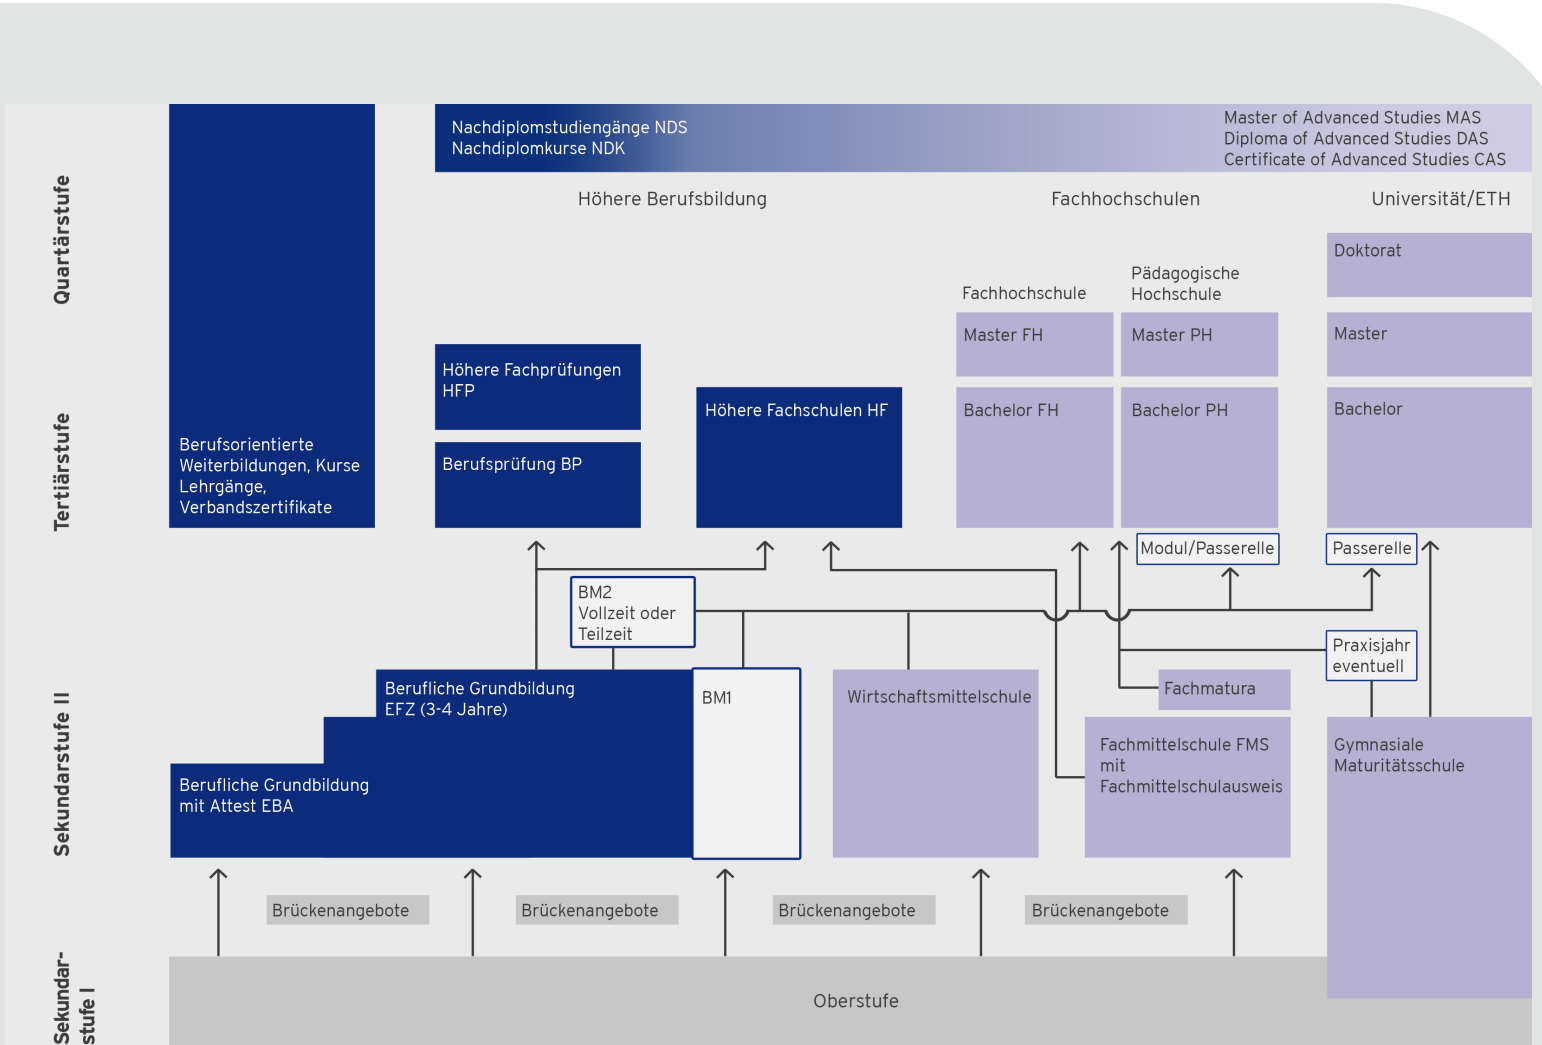 Nachdiplomstudiengänge NDS
Nachdiplomkurse NDK
Master of Advanced Studies MAS
Diploma of Advanced Studies DAS
Certificate of Advanced Studies CAS
Quartärstufe
Höhere Berufsbildung
Fachhochschulen
Universität/ETH
Doktorat
Fachhochschule
Pädagogische
Hochschule
Master FH
Master PH
Master
Tertiärstufe
Berufsorientierte
Weiterbildungen, Kurse
Lehrgänge,
Verbandszertifikate
Höhere Fachprüfungen
HFP
Berufsprüfung BP
Höhere Fachschulen HF
Bachelor FH
Bachelor PH
Bachelor
Modul/Passerelle
Passerelle
BM2
Vollzeit oder
Teilzeit
Praxisjahr
eventuell
Sekundarstufe II
Berufliche Grundbildung
EFZ (3-4 Jahre)
Berufliche Grundbildung
mit Attest EBA
BM1
Wirtschaftsmittelschule
Fachmatura
Fachmittelschule FMS
mit
Fachmittelschulausweis
Gymnasiale
Maturitätsschule
Brückenangebote
Brückenangebote
Brückenangebote
Brückenangebote
Sekundar-
stufe I
Oberstufe